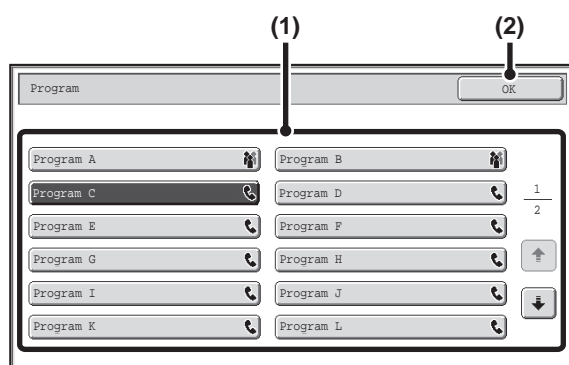 (1) (2)
Program OK
Program A Program B
Program C Program D
1
Program E Program F
2
Program G Program H
Program I Program J
Program K Program L